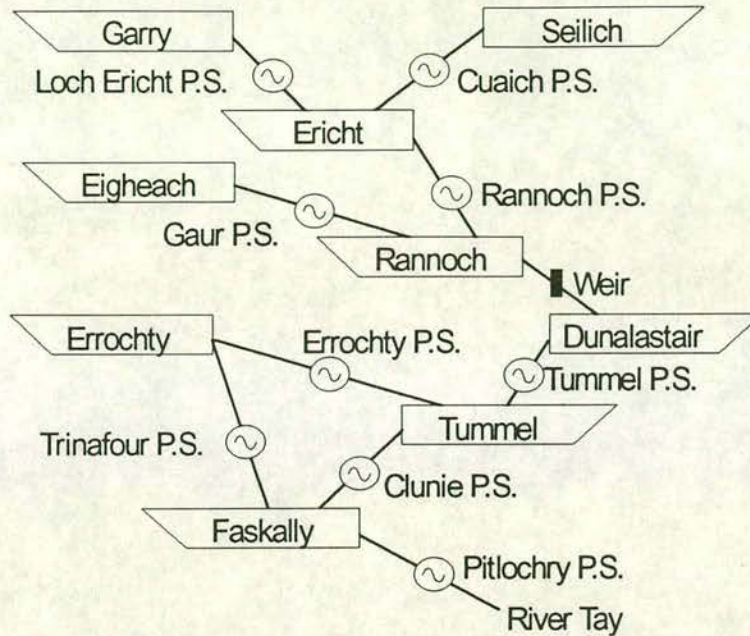 Garry
Seilich
Loch Ericht P.S.
Cuaich P.S.
Ericht
Eigheach
Rannoch P.S.
Gaur P.S.
Rannoch
Weir
Errochty
Errochty P.S.
Dunalastair
Tummel P.S.
Trinafour P.S.
Tummel
Clunie P.S.
Faskally
Pitlochry P.S.
River Tay